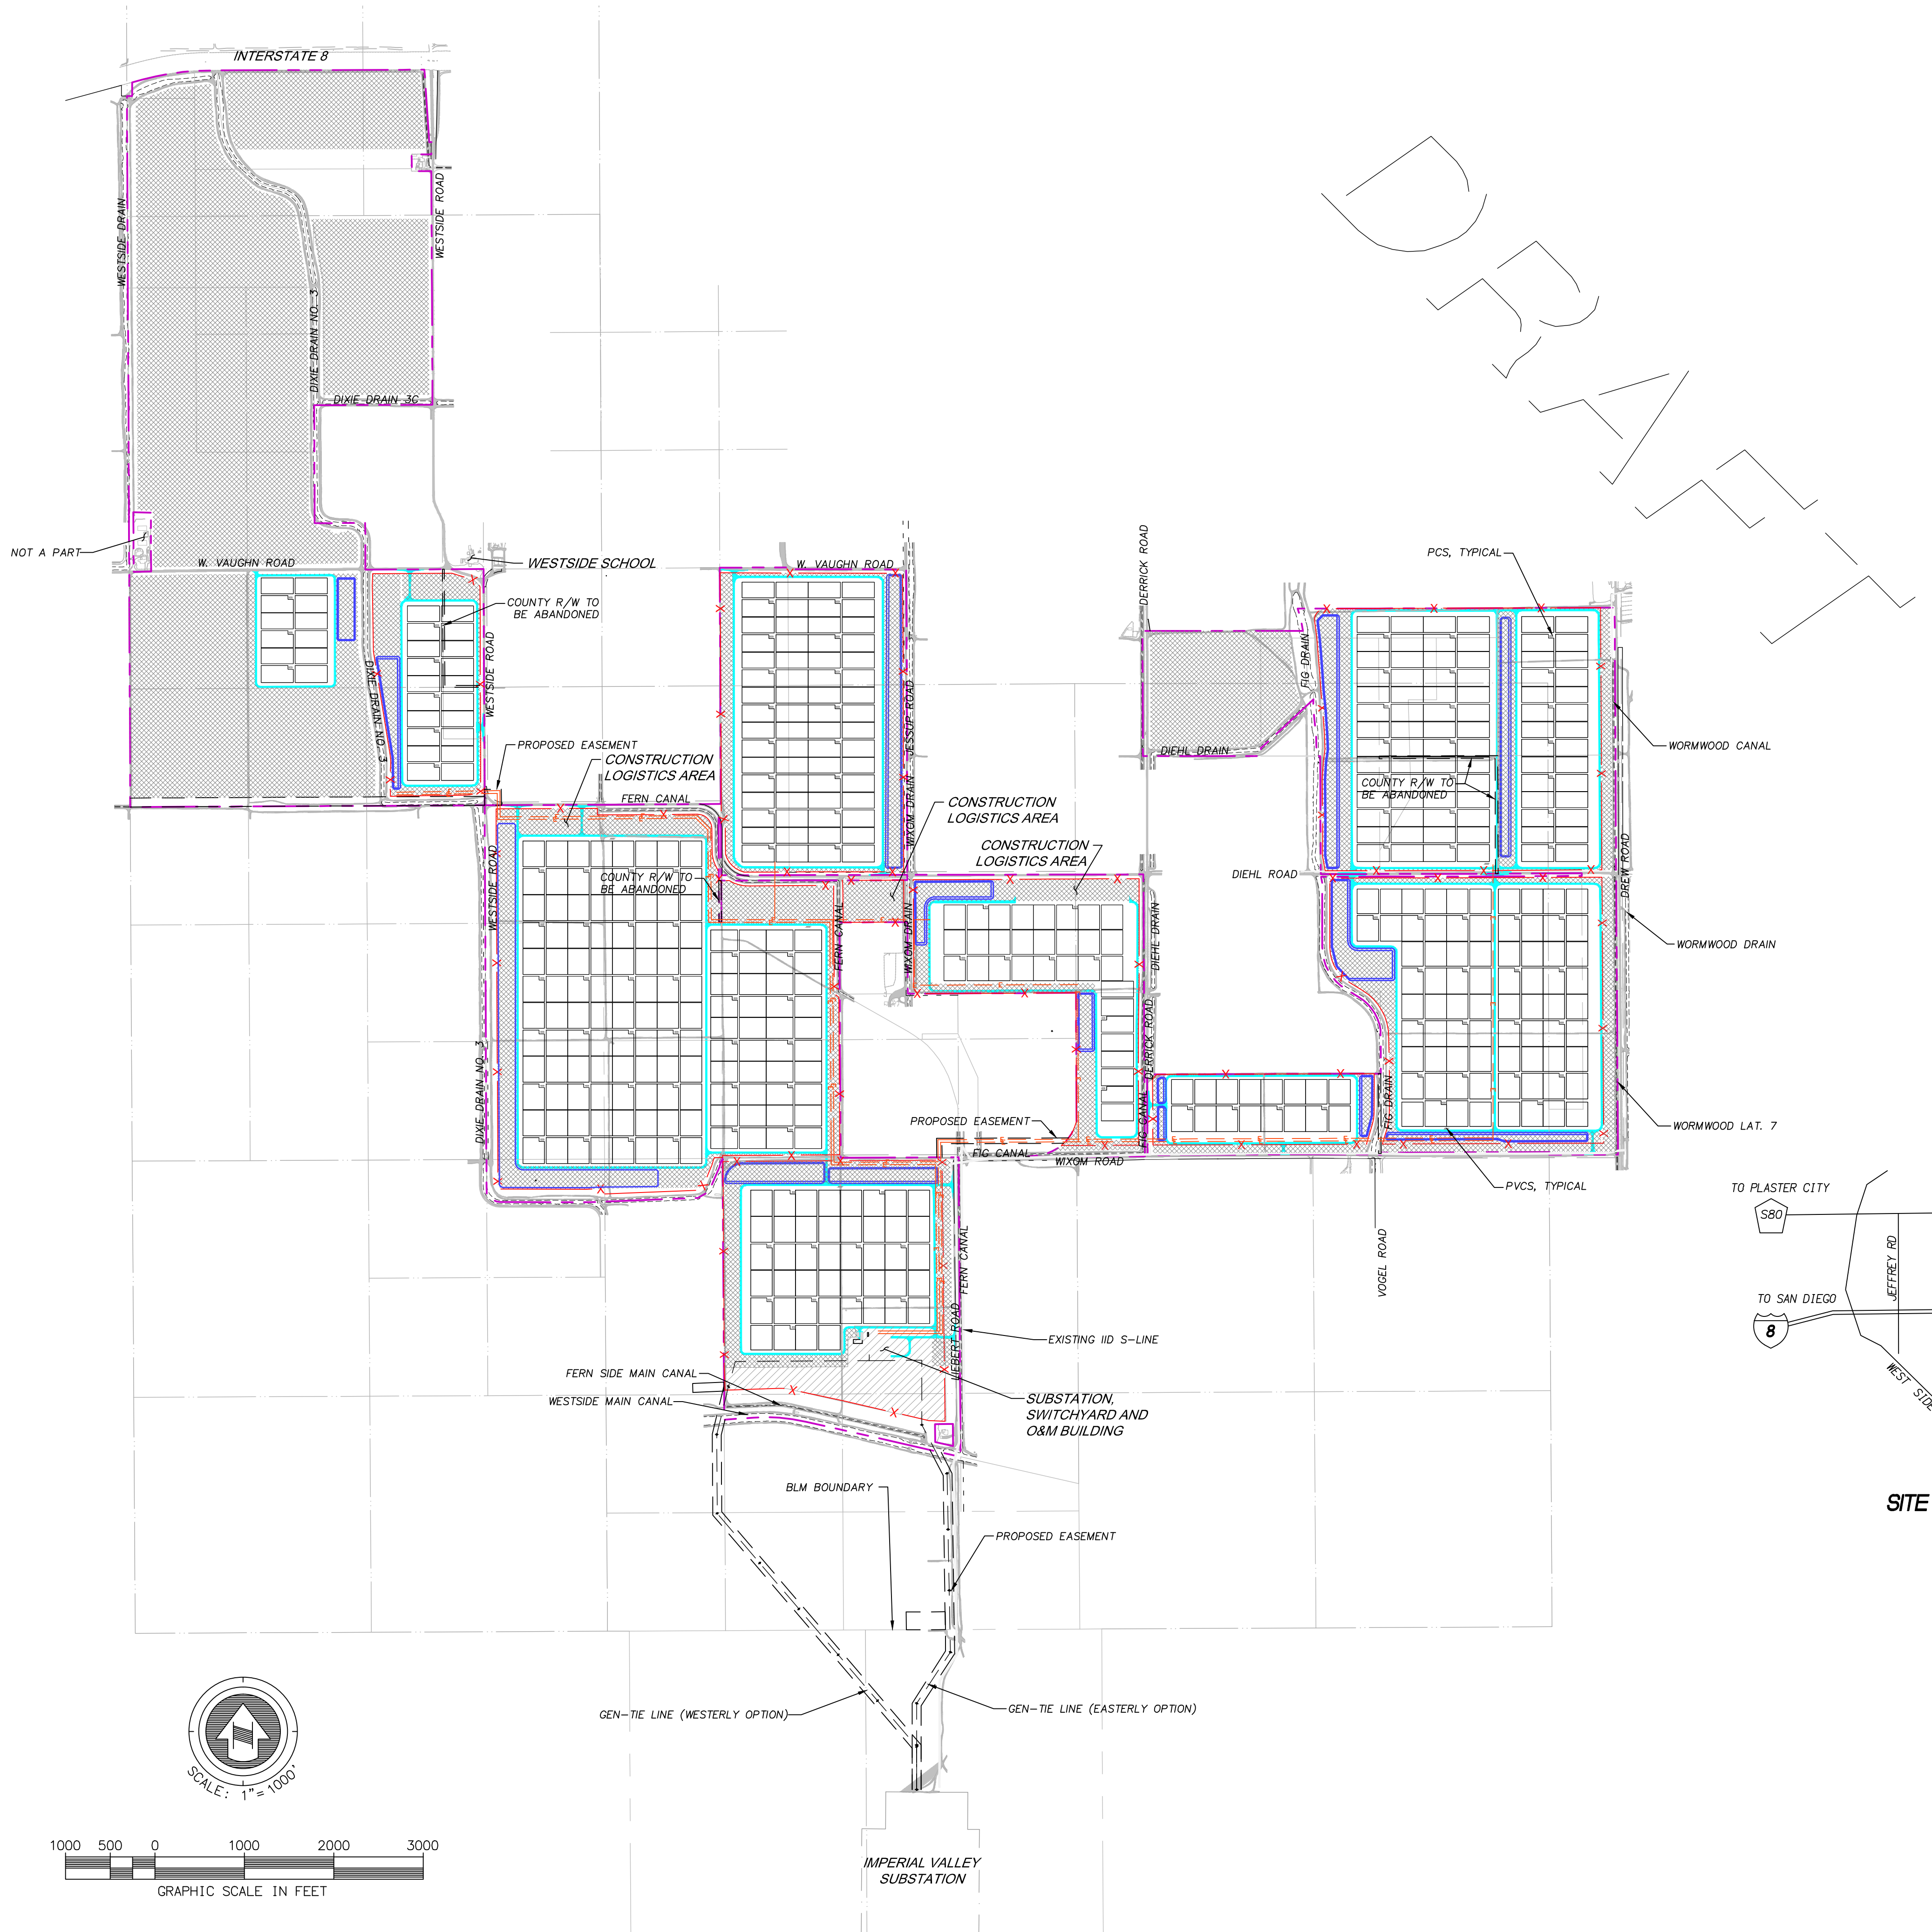 INTERSTATE 8
DRAFT
WESTSIDE DRAIN
WESTSIDE ROAD
DIXIE DRAIN NO. 3
DIXIE DRAIN 3C
NOT A PART
W. VAUGHN ROAD
WESTSIDE SCHOOL
COUNTY R/W TO
BE ABANDONED
WESTSIDE ROAD
DIXIE DRAIN NO. 3
W. VAUGHN ROAD
JESSUP ROAD
WIXOM DRAIN
DERRICK ROAD
FIG DRAIN
PCS, TYPICAL
DIEHL DRAIN
WORMWOOD CANAL
COUNTY R/W TO
BE ABANDONED
PROPOSED EASEMENT
CONSTRUCTION
LOGISTICS AREA
FERN CANAL
CONSTRUCTION
LOGISTICS AREA
CONSTRUCTION
LOGISTICS AREA
COUNTY R/W TO
BE ABANDONED
WESTSIDE ROAD
DIEHL ROAD
DREW ROAD
FERN CANAL
WIXOM DRAIN
DIEHL DRAIN
WORMWOOD DRAIN
DIXIE DRAIN NO. 3
DERRICK ROAD
FIG CANAL
FIG DRAIN
PROPOSED EASEMENT
FIG CANAL
WIXOM ROAD
WORMWOOD LAT. 7
PVCS, TYPICAL
VOGEL ROAD
TO PLASTER CITY
S80
JEFFREY RD
TO SAN DIEGO
8
WEST SIDE
FERN CANAL
LIEBERT ROAD
EXISTING IID S-LINE
FERN SIDE MAIN CANAL
WESTSIDE MAIN CANAL
SUBSTATION,
SWITCHYARD AND
O&M BUILDING
BLM BOUNDARY
SITE
PROPOSED EASEMENT
GEN-TIE LINE (WESTERLY OPTION)
GEN-TIE LINE (EASTERLY OPTION)
N
SCALE: 1"=1000'
1000 500 0 1000 2000 3000
GRAPHIC SCALE IN FEET
IMPERIAL VALLEY
SUBSTATION